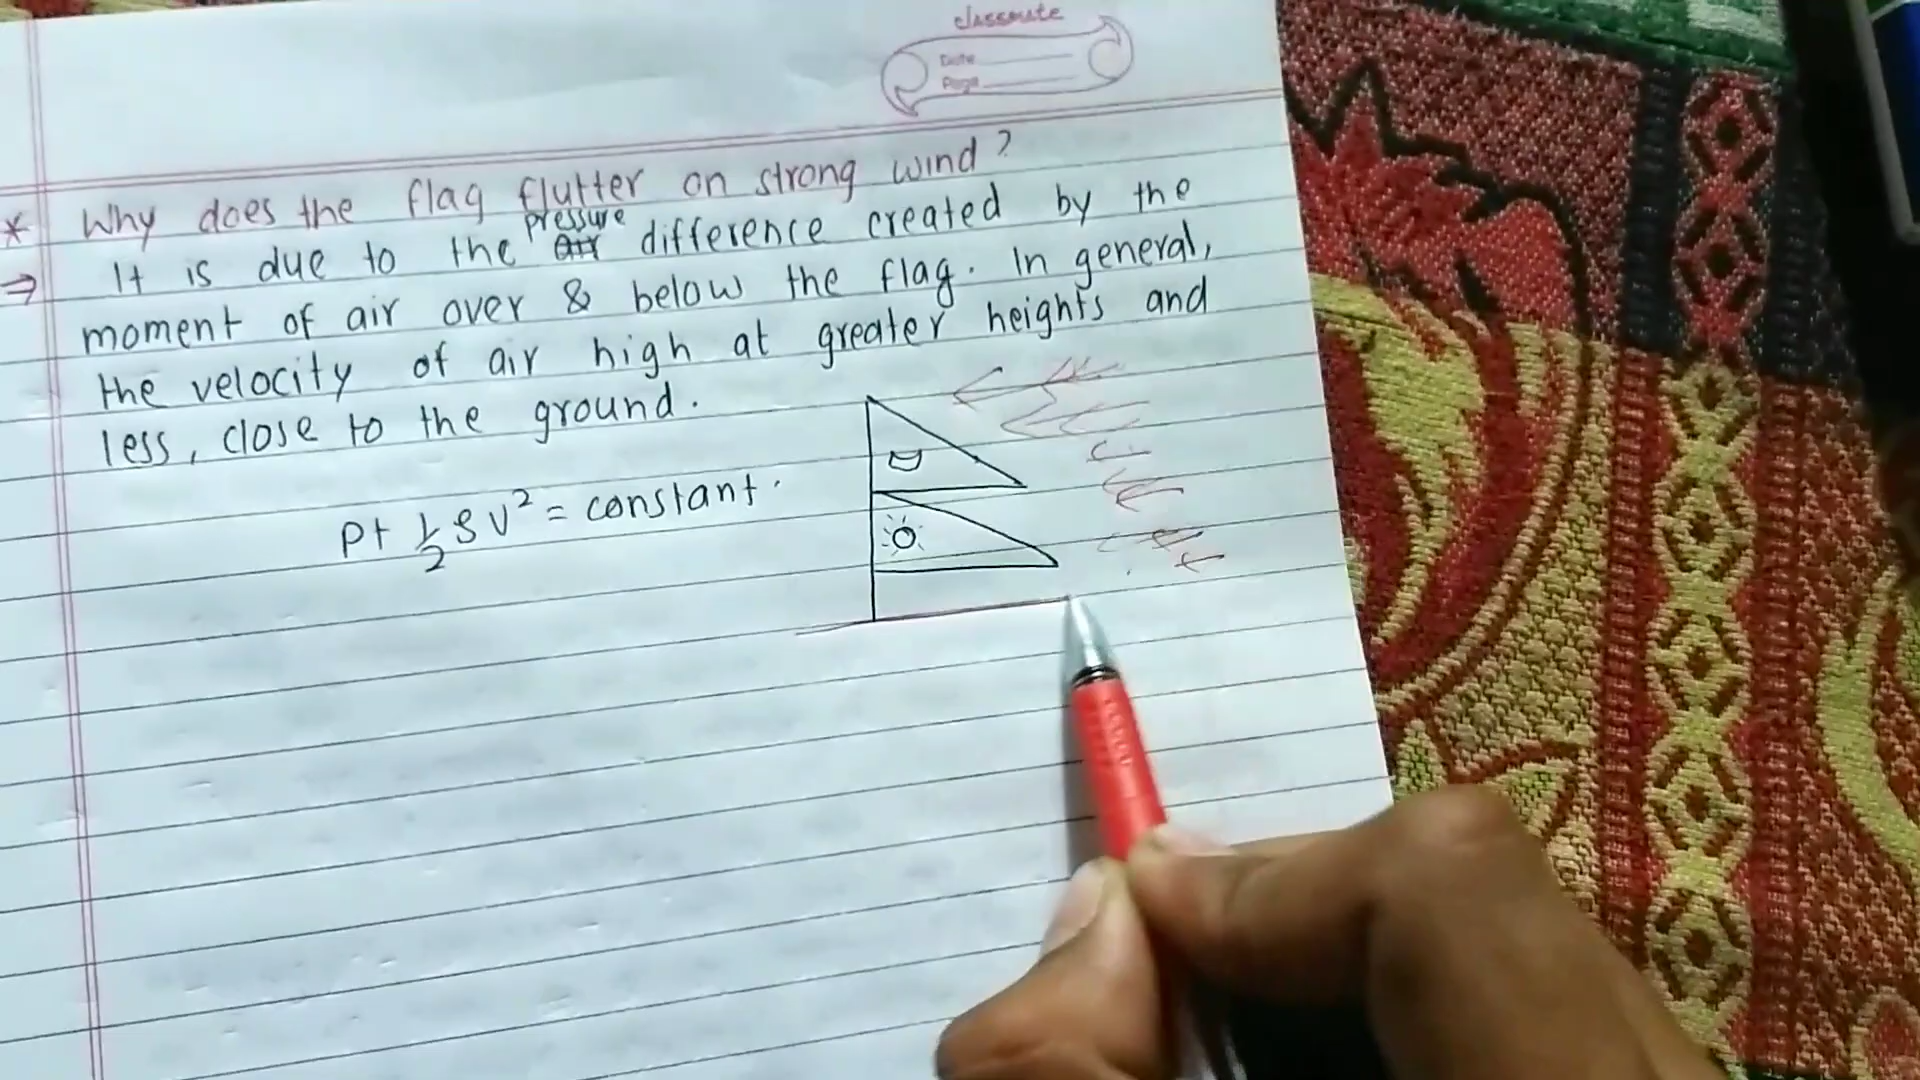 classmate
Date
Page
* Why does the flag flutter on strong wind?
pressure
⇒ It is due to the air difference created by the
moment of air over & below the flag. In general,
the velocity of air high at greater heights and
less, close to the ground.
P+ 1/2 ρ v² = constant.